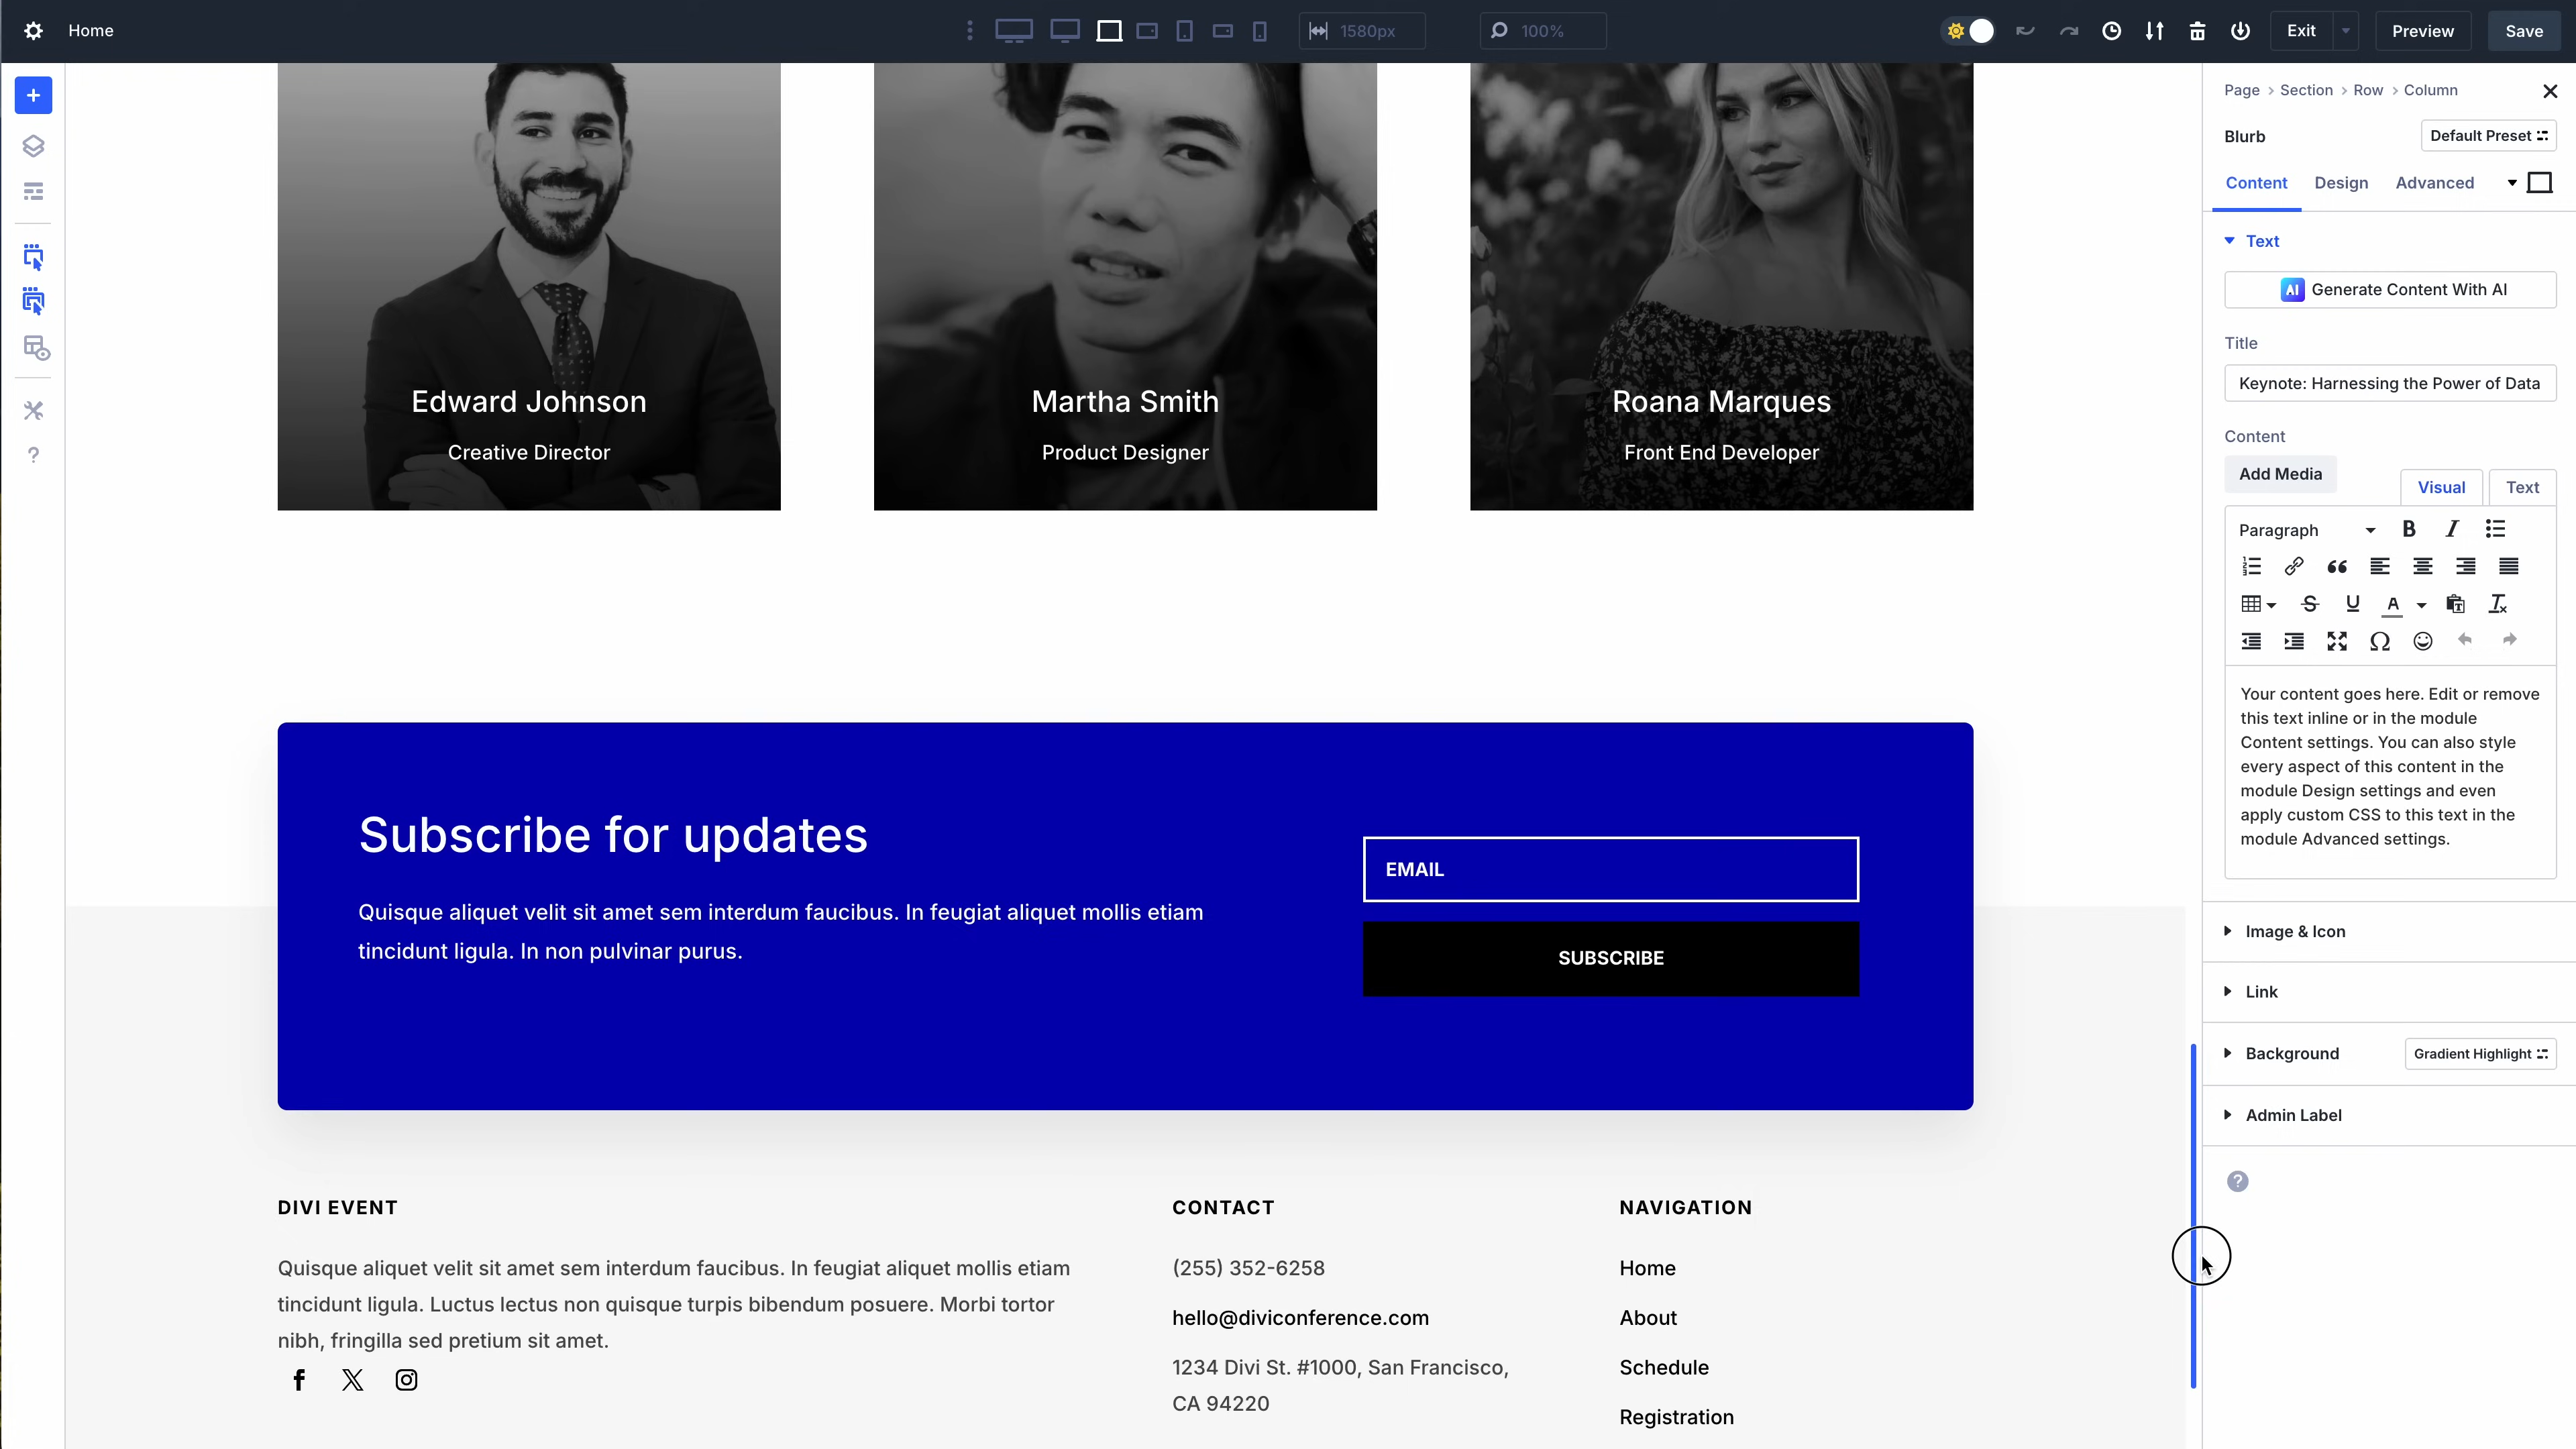 Home
1580px
100%
Exit
Preview
Save
Edward Johnson
Creative Director
Martha Smith
Product Designer
Roana Marques
Front End Developer
Subscribe for updates
Quisque aliquet velit sit amet sem interdum faucibus. In feugiat aliquet mollis etiam
tincidunt ligula. In non pulvinar purus.
EMAIL
SUBSCRIBE
DIVI EVENT
Quisque aliquet velit sit amet sem interdum faucibus. In feugiat aliquet mollis etiam
tincidunt ligula. Luctus lectus non quisque turpis bibendum posuere. Morbi tortor
nibh, fringilla sed pretium sit amet.
CONTACT
(255) 352-6258
hello@diviconference.com
1234 Divi St. #1000, San Francisco,
CA 94220
NAVIGATION
Home
About
Schedule
Registration
Page > Section > Row > Column
Blurb
Default Preset
Content
Design
Advanced
Text
AI Generate Content With AI
Title
Keynote: Harnessing the Power of Data
Content
Add Media
Visual
Text
Paragraph
Your content goes here. Edit or remove
this text inline or in the module
Content settings. You can also style
every aspect of this content in the
module Design settings and even
apply custom CSS to this text in the
module Advanced settings.
Image & Icon
Link
Background
Gradient Highlight
Admin Label